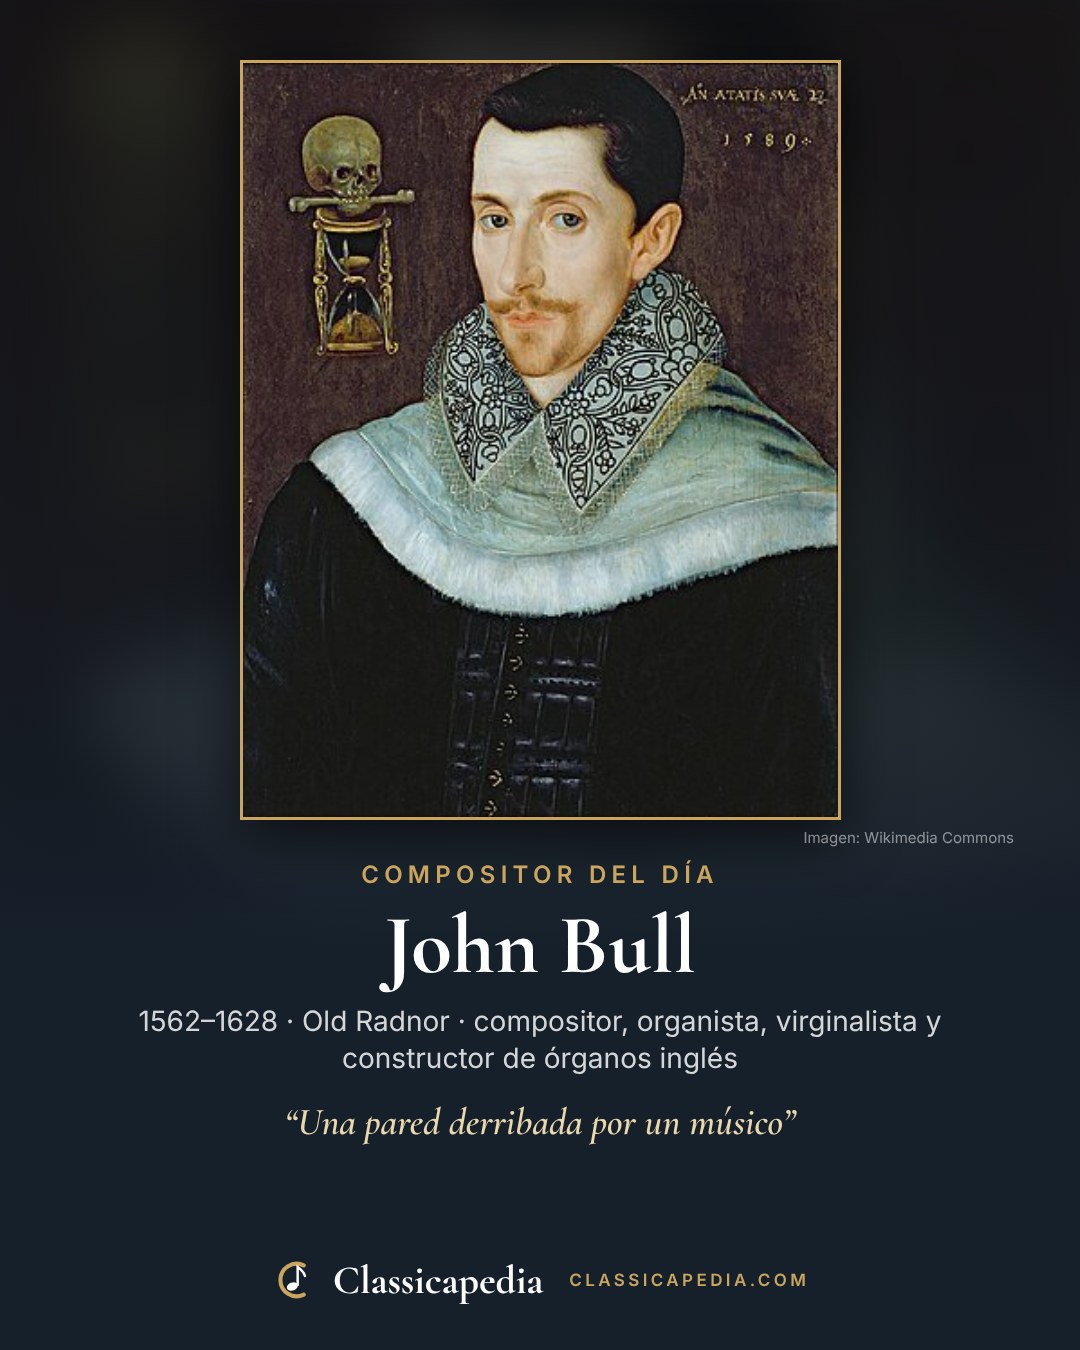 AN ÆTATIS SVÆ 27
1589
Imagen: Wikimedia Commons
COMPOSITOR DEL DÍA
John Bull
1562–1628 · Old Radnor · compositor, organista, virginalista y
constructor de órganos inglés
“Una pared derribada por un músico”
Classicapedia CLASSICAPEDIA.COM